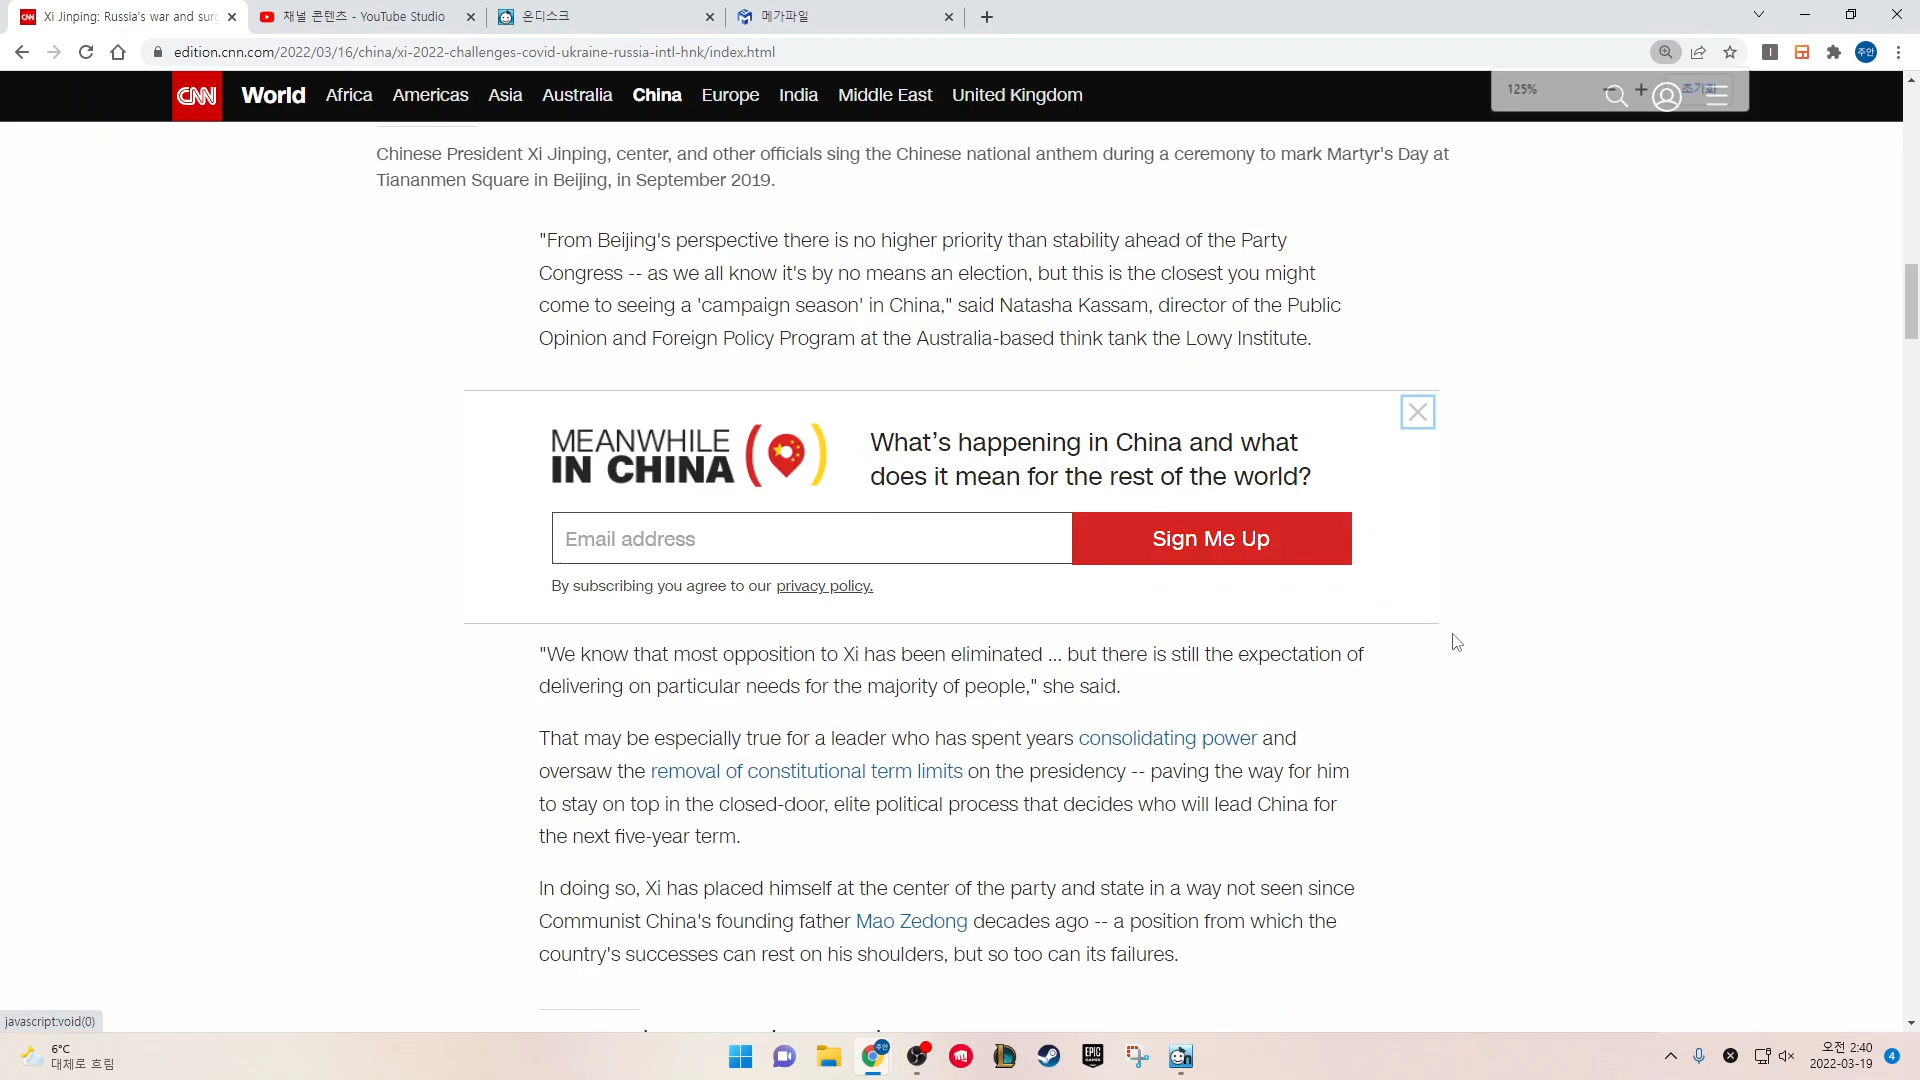 Xi Jinping: Russia's war and sur
채널 콘텐츠 - YouTube Studio
온디스크
메가파일
edition.cnn.com/2022/03/16/china/xi-2022-challenges-covid-ukraine-russia-intl-hnk/index.html
주안
CNN World Africa Americas Asia Australia China Europe India Middle East United Kingdom
125% - + 초기화
Chinese President Xi Jinping, center, and other officials sing the Chinese national anthem during a ceremony to mark Martyr's Day at
Tiananmen Square in Beijing, in September 2019.
"From Beijing's perspective there is no higher priority than stability ahead of the Party
Congress -- as we all know it's by no means an election, but this is the closest you might
come to seeing a 'campaign season' in China," said Natasha Kassam, director of the Public
Opinion and Foreign Policy Program at the Australia-based think tank the Lowy Institute.
MEANWHILE
IN CHINA
What's happening in China and what
does it mean for the rest of the world?
Email address
Sign Me Up
By subscribing you agree to our privacy policy.
"We know that most opposition to Xi has been eliminated ... but there is still the expectation of
delivering on particular needs for the majority of people," she said.
That may be especially true for a leader who has spent years consolidating power and
oversaw the removal of constitutional term limits on the presidency -- paving the way for him
to stay on top in the closed-door, elite political process that decides who will lead China for
the next five-year term.
In doing so, Xi has placed himself at the center of the party and state in a way not seen since
Communist China's founding father Mao Zedong decades ago -- a position from which the
country's successes can rest on his shoulders, but so too can its failures.
javascript:void(0)
6°C
대체로 흐림
주안
EPIC
GAMES
오전 2:40
2022-03-19
4